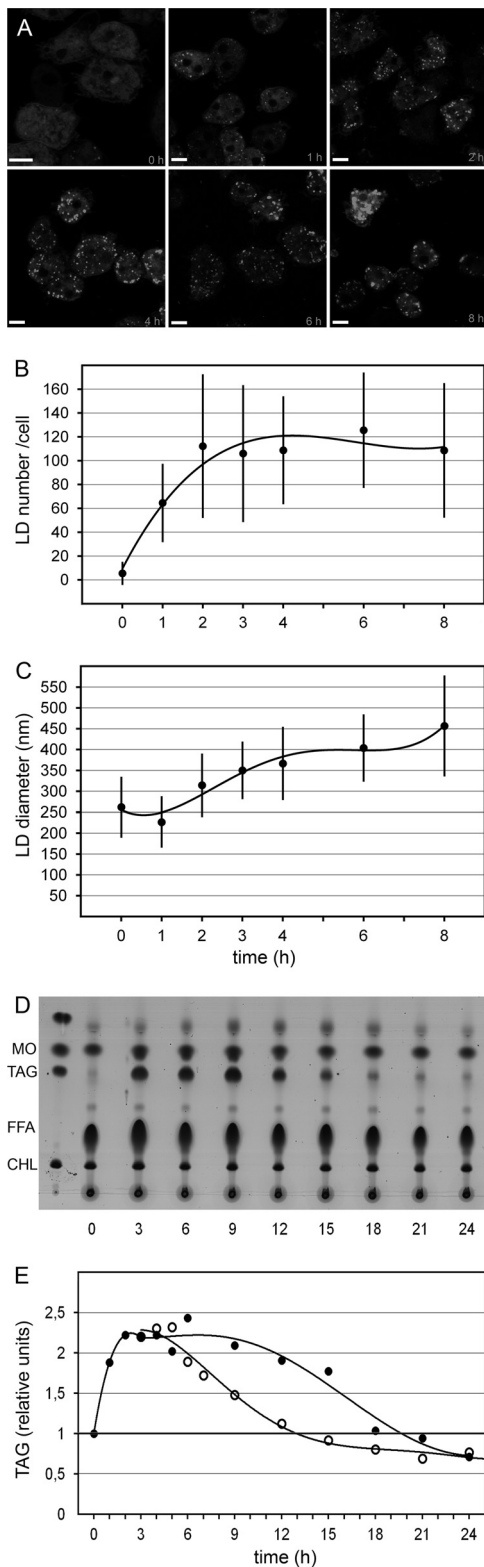 A
0 h
1 h
2 h
4 h
6 h
8 h
B
LD number /cell
160
140
120
100
80
60
40
20
0
0 1 2 3 4 6 8
C
LD diameter (nm)
550
500
450
400
350
300
250
200
150
100
50
0 1 2 3 4 6 8
time (h)
D
MO
TAG
FFA
CHL
0 3 6 9 12 15 18 21 24
E
TAG (relative units)
2,5
2
1,5
1
0,5
0
0 3 6 9 12 15 18 21 24
time (h)